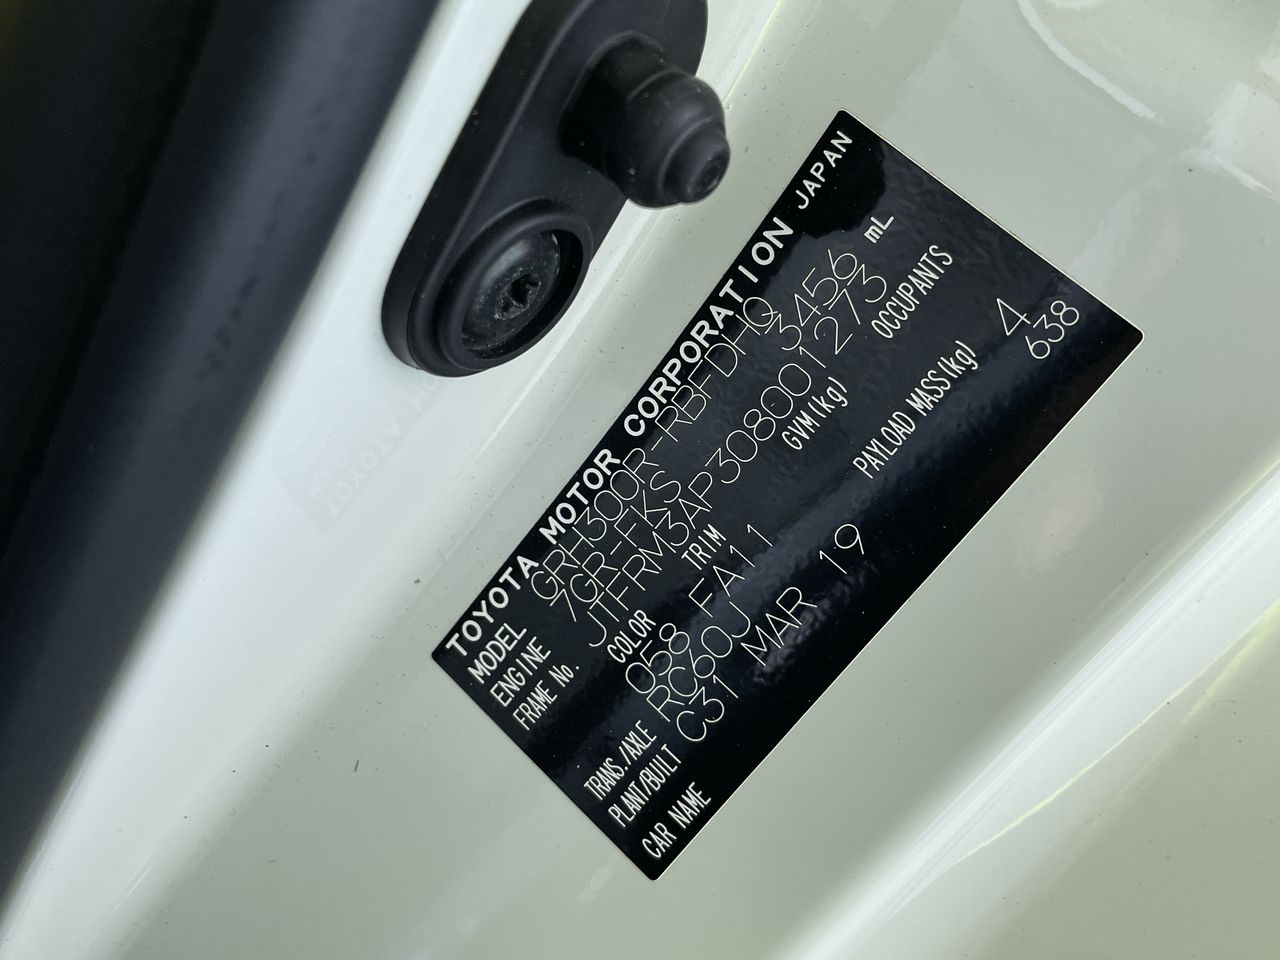 TOYOTA MOTOR CORPORATION JAPAN
MODEL GRH300R-RBFDHQ
ENGINE 7GR-FKS 3456 mL
FRAME No. JTFRM3AP308001273
COLOR TRIM GVM(kg) OCCUPANTS
058 FA11 4
TRANS./AXLE RC60J PAYLOAD MASS(kg) 638
PLANT/BUILT C31 MAR 19
CAR NAME